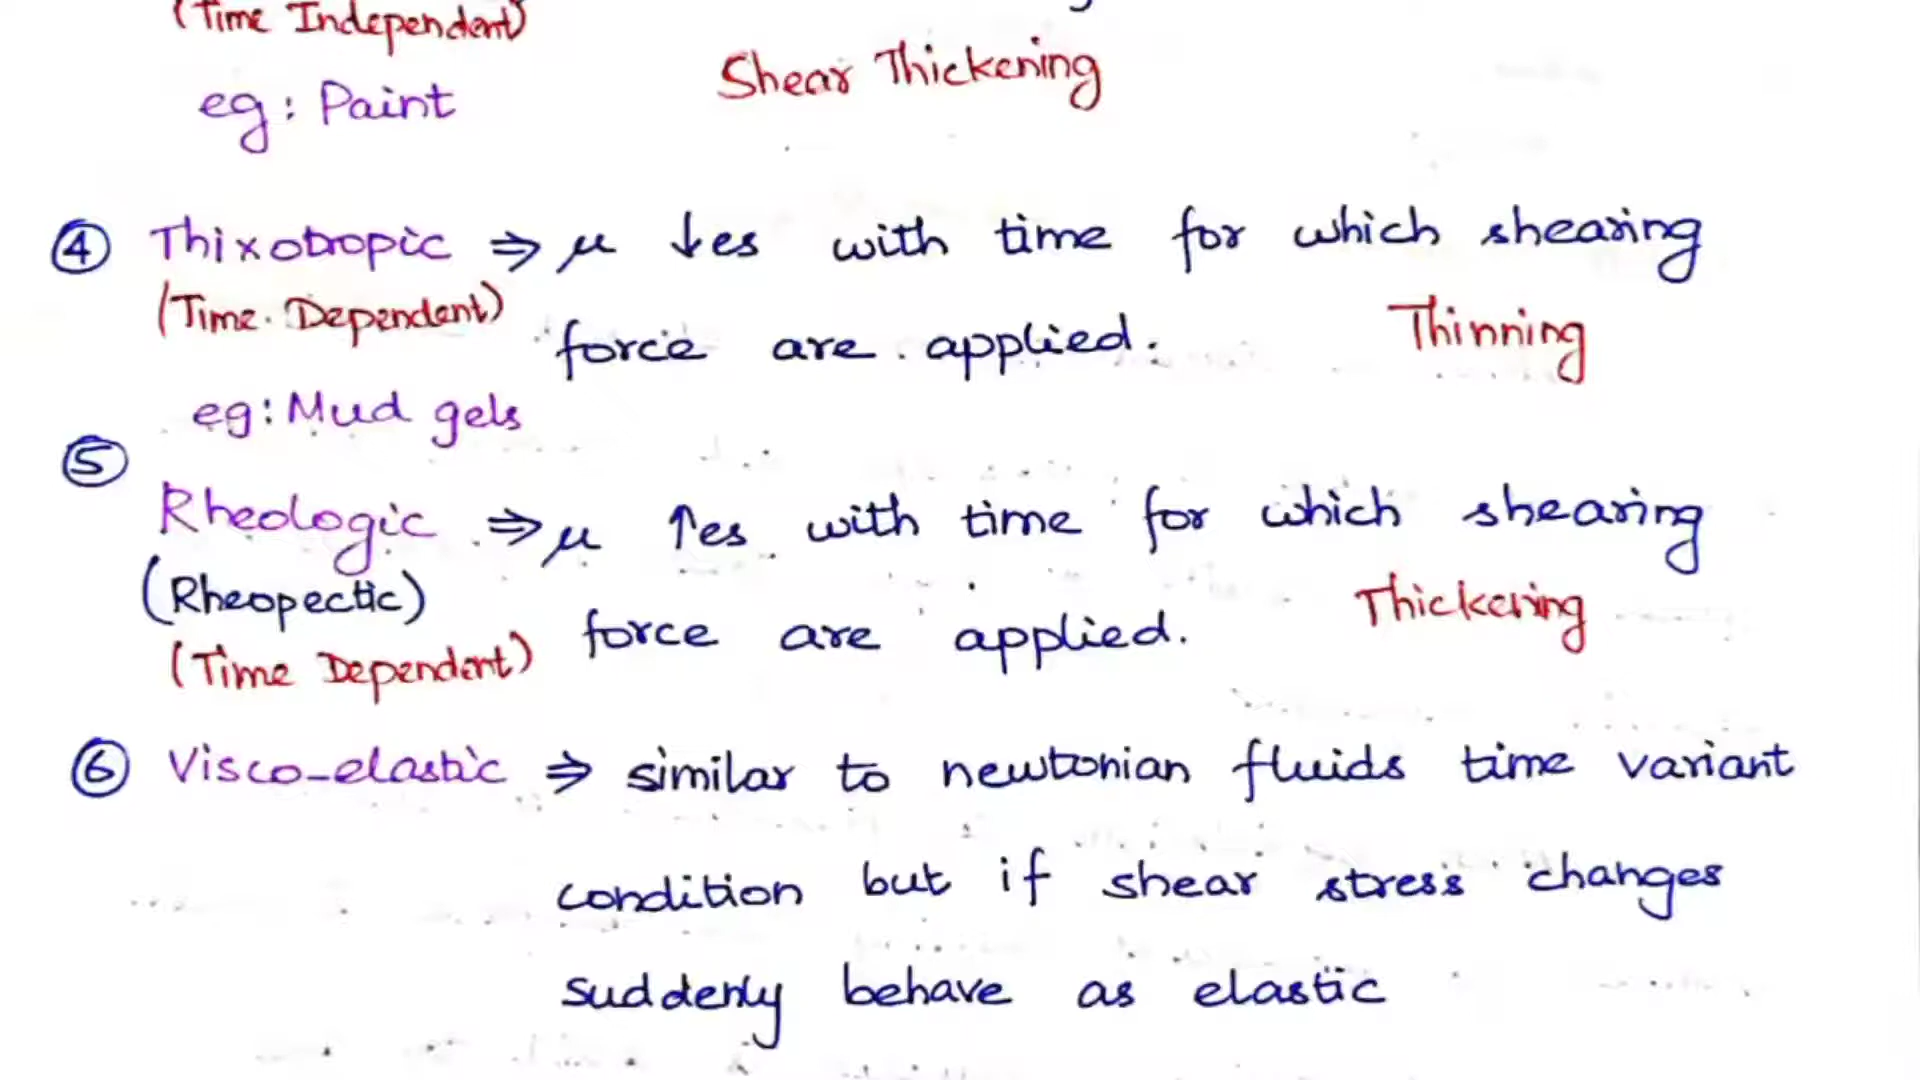 (Time Independent)
Shear Thickening
eg: Paint
④ Thixotropic ⇒ μ ↓es with time for which shearing
(Time Dependent) force are applied. Thinning
eg: Mud gels
⑤
Rheologic ⇒ μ ↑es with time for which shearing
(Rheopectic) force are applied. Thickening
(Time Dependent)
⑥ Visco-elastic ⇒ similar to newtonian fluids time variant
condition but if shear stress changes
suddenly behave as elastic